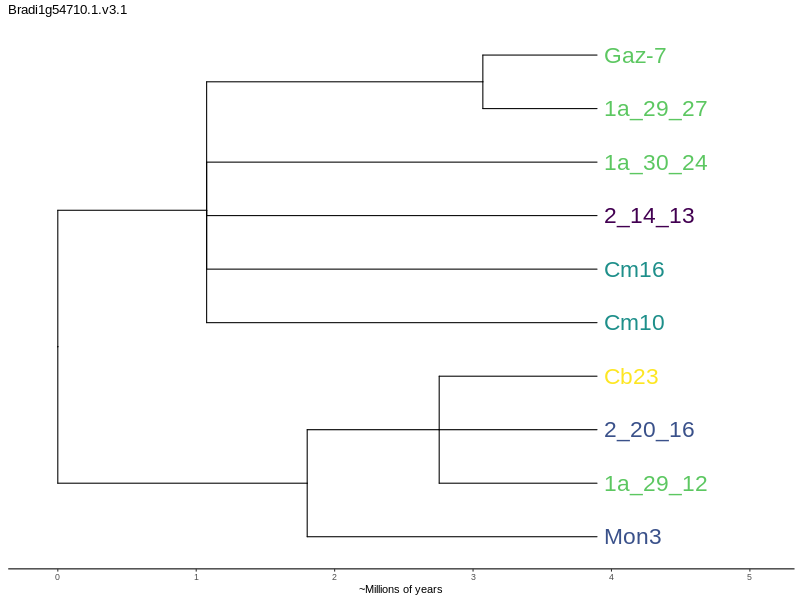 Bradi1g54710.1.v3.1
Gaz-7
1a_29_27
1a_30_24
2_14_13
Cm16
Cm10
Cb23
2_20_16
1a_29_12
Mon3
0 1 2 3 4 5
~Millions of years